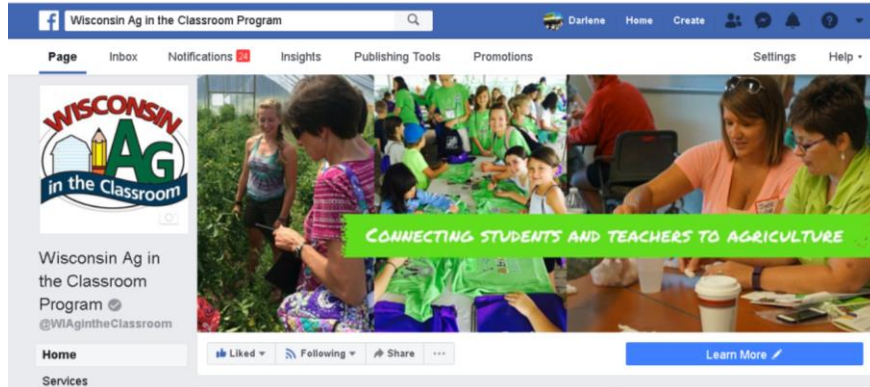 Wisconsin Ag in the Classroom Program
Darlene Home Create
Page Inbox Notifications 24 Insights Publishing Tools Promotions Settings Help
WISCONSIN
AG
in the Classroom
CONNECTING STUDENTS AND TEACHERS TO AGRICULTURE
Wisconsin Ag in
the Classroom
Program
@WIAgintheClassroom
Liked Following Share ... Learn More
Home
Services